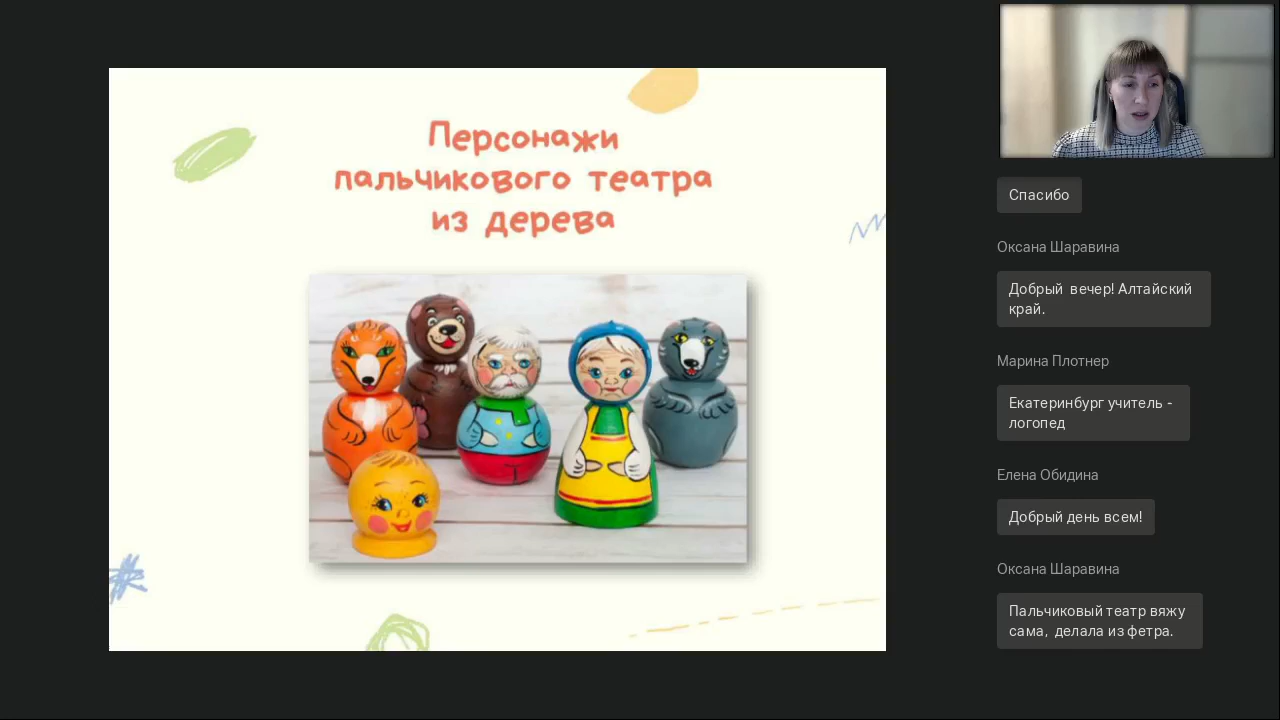 Персонажи
пальчикового театра
из дерева
Спасибо
Оксана Шаравина
Добрый вечер! Алтайский
край.
Марина Плотнер
Екатеринбург учитель -
логопед
Елена Обидина
Добрый день всем!
Оксана Шаравина
Пальчиковый театр вяжу
сама, делала из фетра.